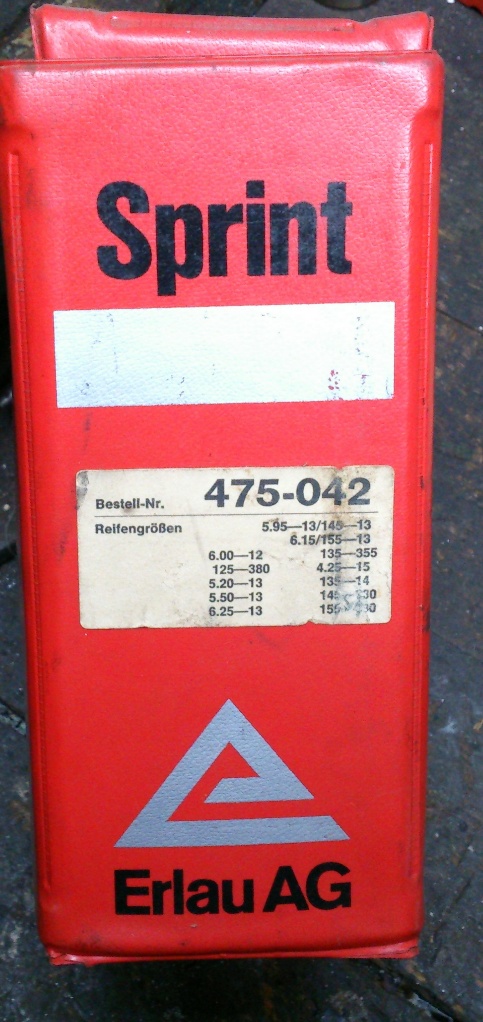 Sprint
Bestell-Nr. 475-042
Reifengrößen 5.95—13/145—13
6.15/155—13
6.00—12 135—355
125—380 4.25—15
5.20—13 135—14
5.50—13
6.25—13
Erlau AG